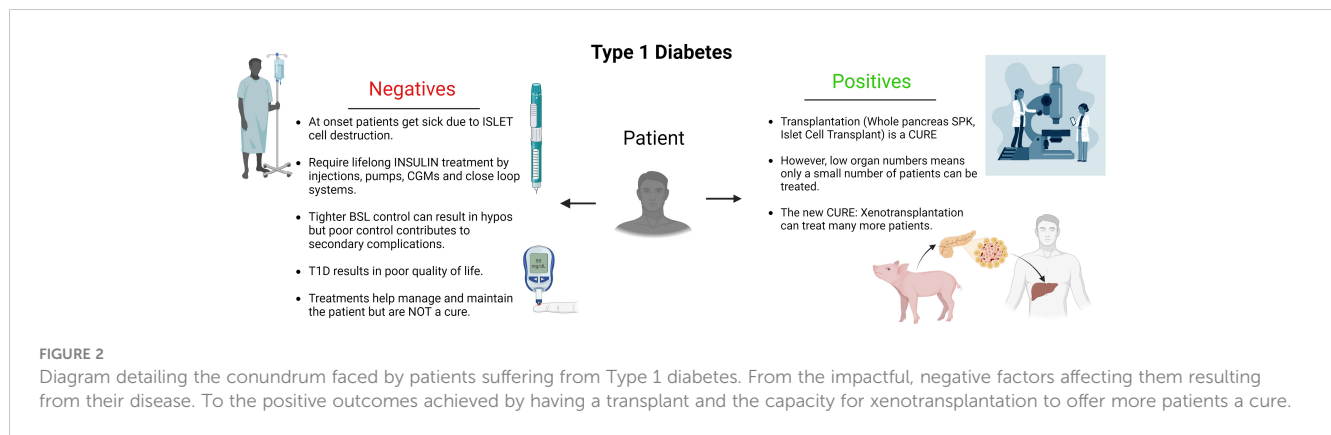 Type 1 Diabetes
Negatives
• At onset patients get sick due to ISLET
cell destruction.
• Require lifelong INSULIN treatment by
injections, pumps, CGMs and close loop
systems.
• Tighter BSL control can result in hypos
but poor control contributes to
secondary complications.
• T1D results in poor quality of life.
• Treatments help manage and maintain
the patient but are NOT a cure.
Patient
Positives
• Transplantation (Whole pancreas SPK,
Islet Cell Transplant) is a CURE
• However, low organ numbers means
only a small number of patients can be
treated.
• The new CURE: Xenotransplantation
can treat many more patients.
mg/dL
FIGURE 2
Diagram detailing the conundrum faced by patients suffering from Type 1 diabetes. From the impactful, negative factors affecting them resulting
from their disease. To the positive outcomes achieved by having a transplant and the capacity for xenotransplantation to offer more patients a cure.